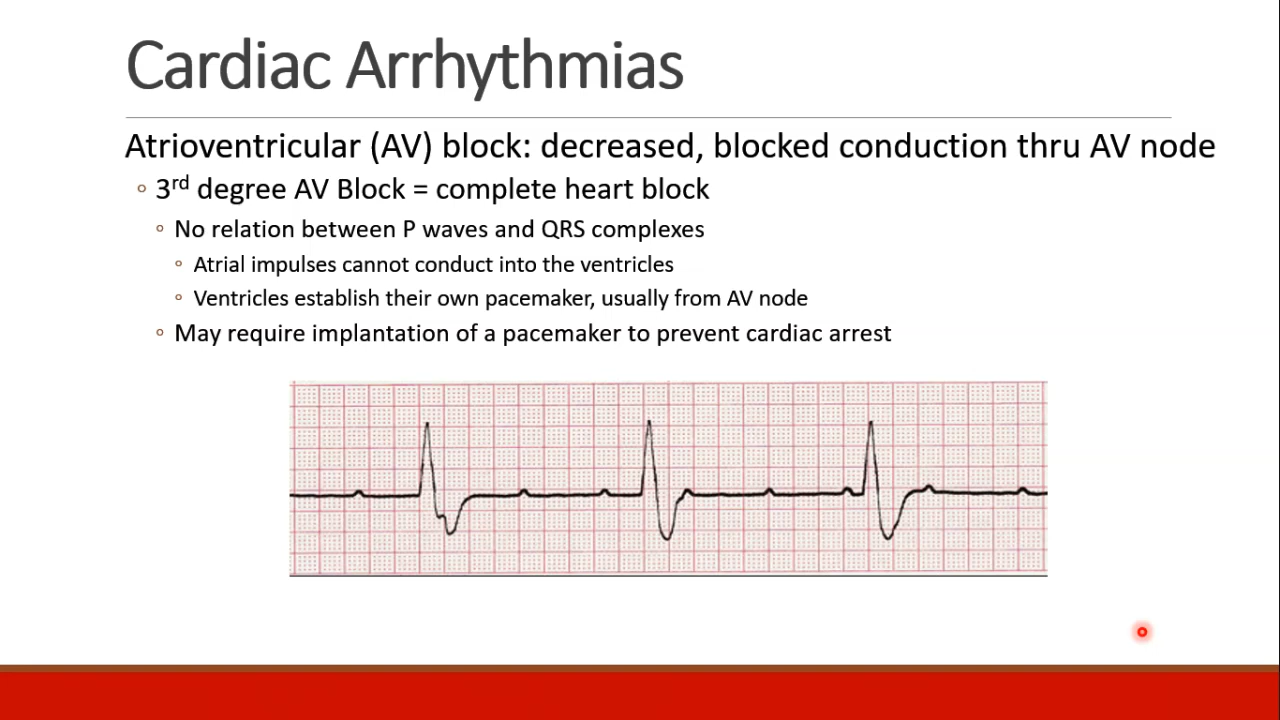 Cardiac Arrhythmias
Atrioventricular (AV) block: decreased, blocked conduction thru AV node
◦ 3rd degree AV Block = complete heart block
◦ No relation between P waves and QRS complexes
◦ Atrial impulses cannot conduct into the ventricles
◦ Ventricles establish their own pacemaker, usually from AV node
◦ May require implantation of a pacemaker to prevent cardiac arrest